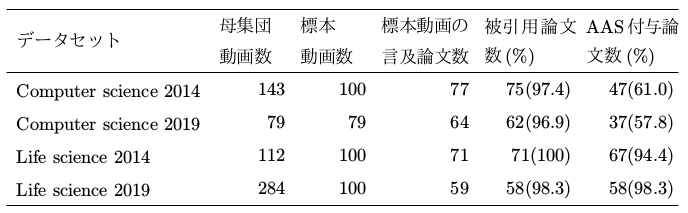 データセット 母集団動画数 標本動画数 標本動画の言及論文数 被引用論文数(%) AAS付与論文数(%)
Computer science 2014 143 100 77 75(97.4) 47(61.0)
Computer science 2019 79 79 64 62(96.9) 37(57.8)
Life science 2014 112 100 71 71(100) 67(94.4)
Life science 2019 284 100 59 58(98.3) 58(98.3)